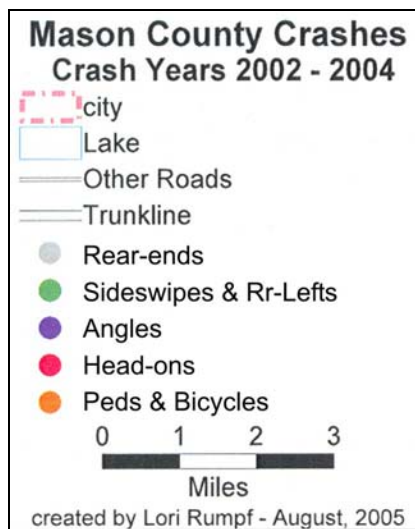 Mason County Crashes
Crash Years 2002 - 2004
city
Lake
Other Roads
Trunkline
Rear-ends
Sideswipes & Rr-Lefts
Angles
Head-ons
Peds & Bicycles
0 1 2 3
Miles
created by Lori Rumpf - August, 2005